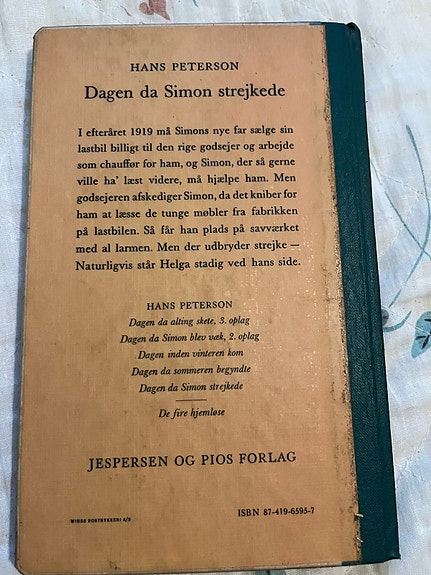 HANS PETERSON
Dagen da Simon strejkede
I efteråret 1919 må Simons nye far sælge sin
lastbil billigt til den rige godsejer og arbejde
som chauffør for ham, og Simon, der så gerne
ville ha' læst videre, må hjælpe ham. Men
godsejeren afskediger Simon, da det kniber for
ham at læsse de tunge møbler fra fabrikken
på lastbilen. Så får han plads på savværket
med al larmen. Men der udbryder strejke —
Naturligvis står Helga stadig ved hans side.
HANS PETERSON
Dagen da alting skete, 3. oplag
Dagen da Simon blev væk, 2. oplag
Dagen inden vinteren kom
Dagen da sommeren begyndte
Dagen da Simon strejkede
De fire hjemløse
JESPERSEN OG PIOS FORLAG
ISBN 87-419-6595-7
WINDS BOGTRYKKERI A/S